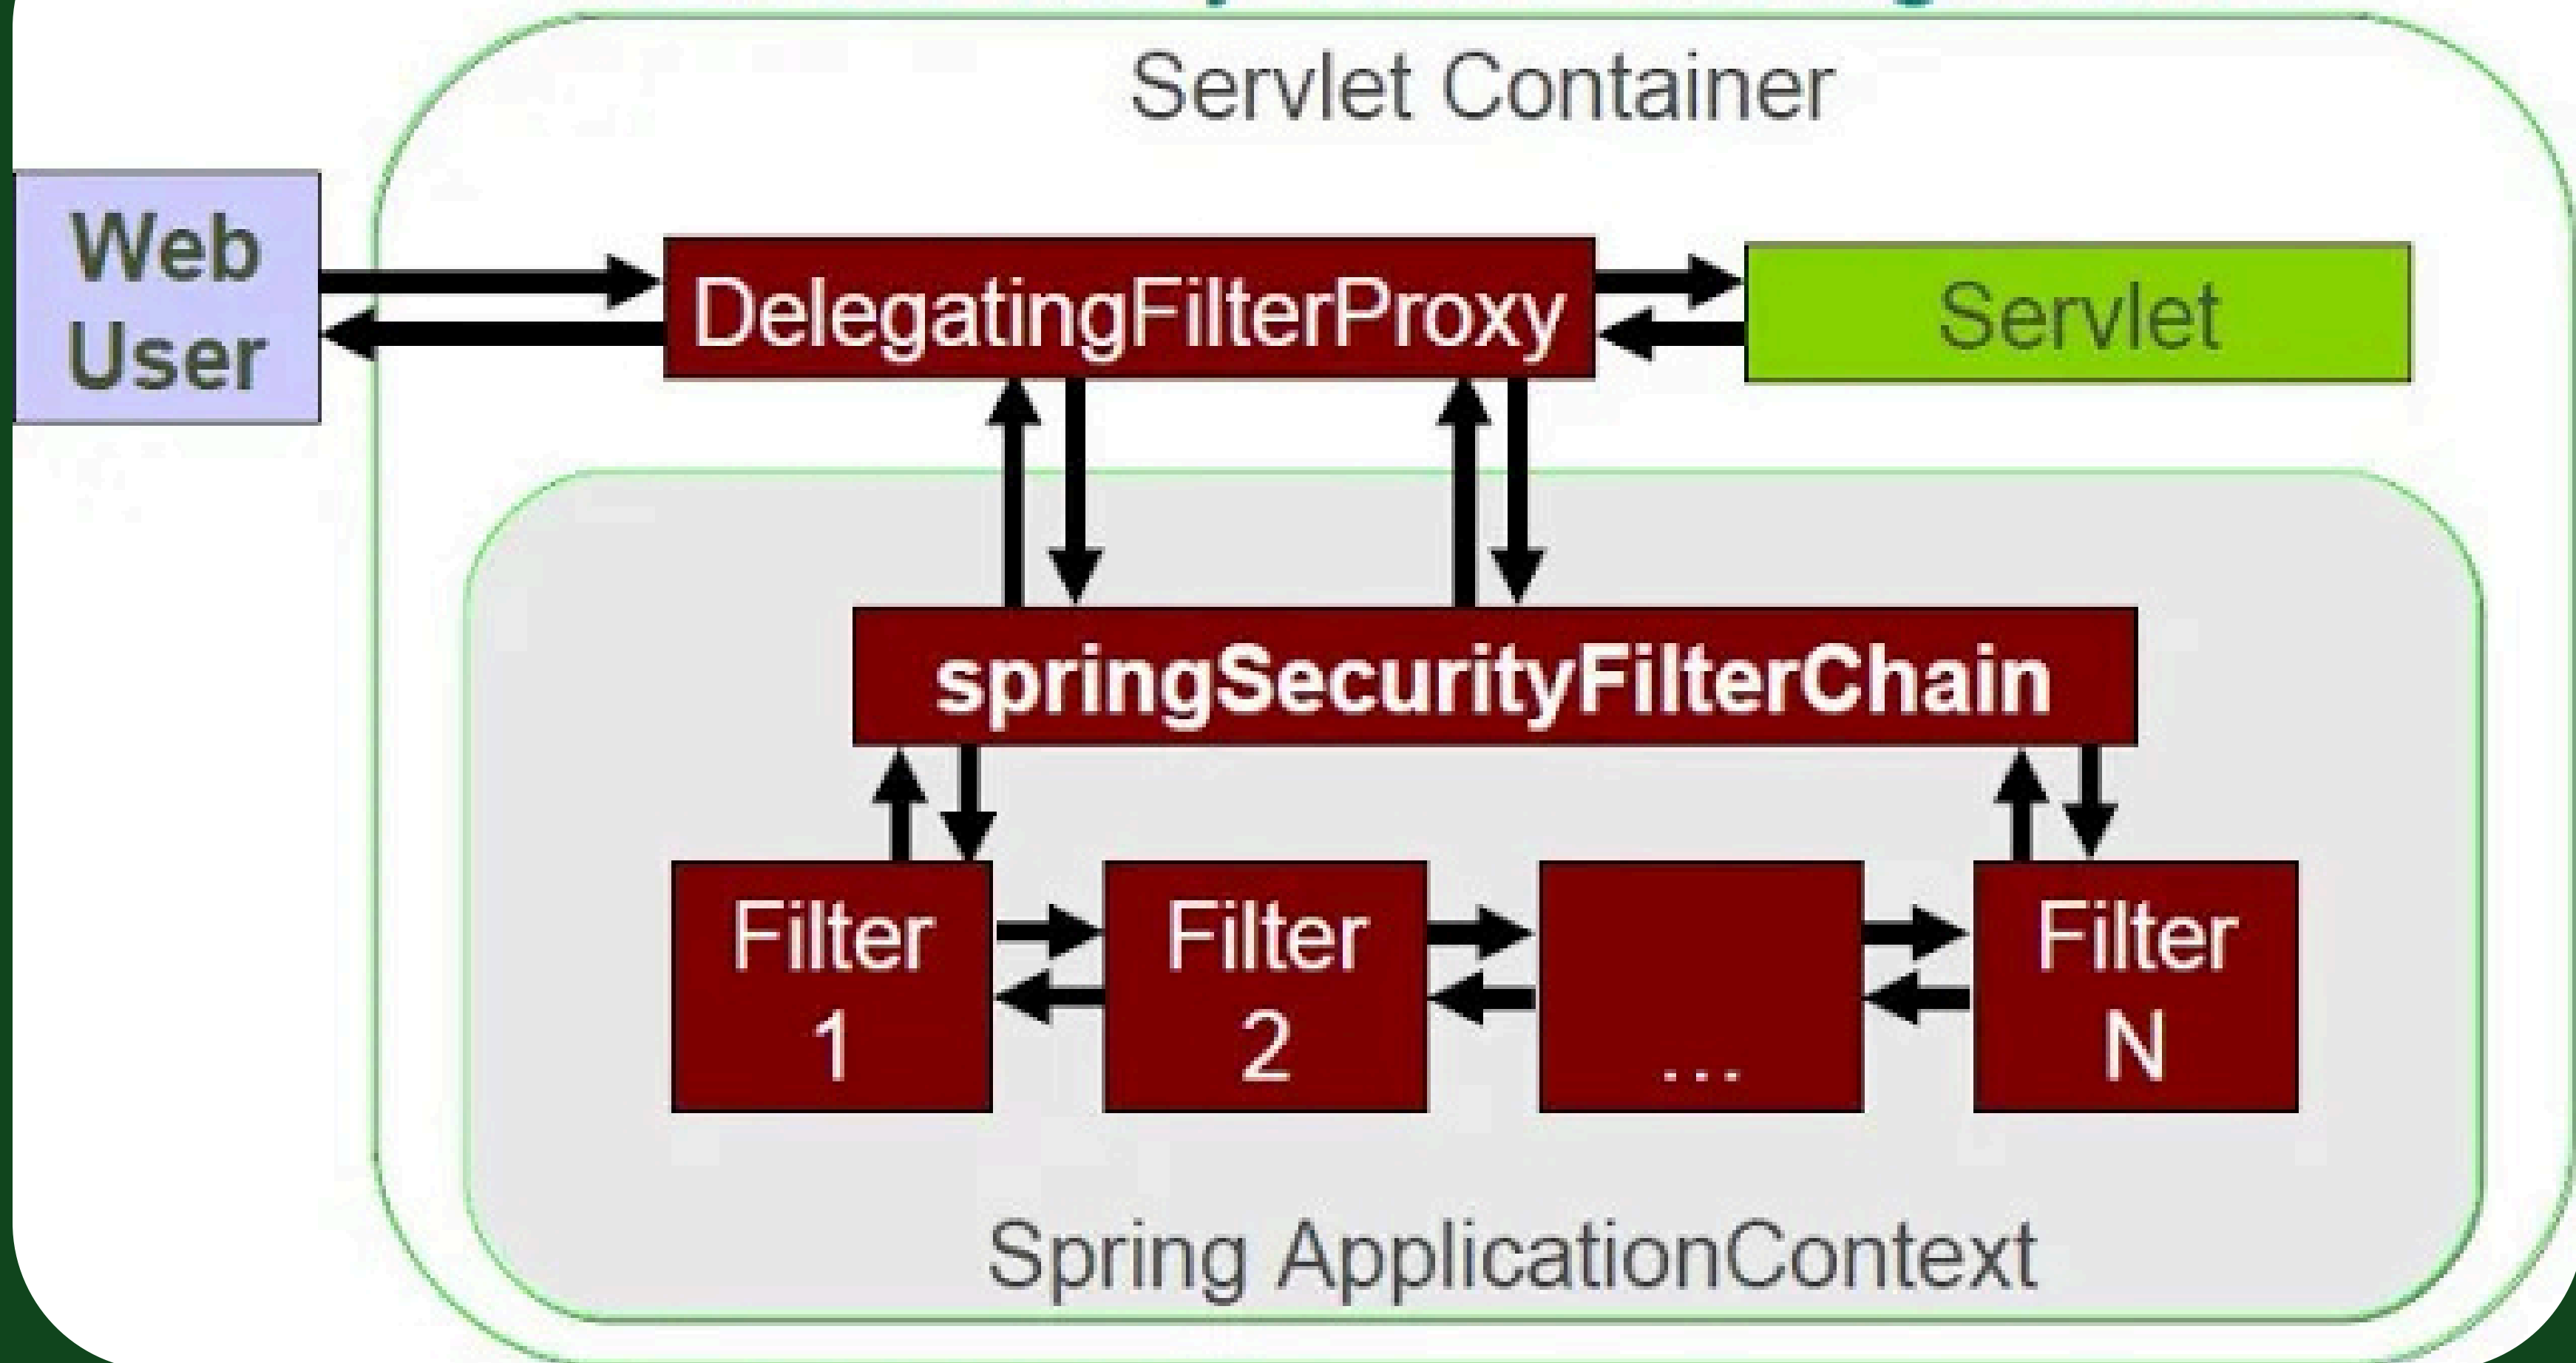 Servlet Container
Web
User
DelegatingFilterProxy
Servlet
springSecurityFilterChain
Filter
1
Filter
2
...
Filter
N
Spring ApplicationContext